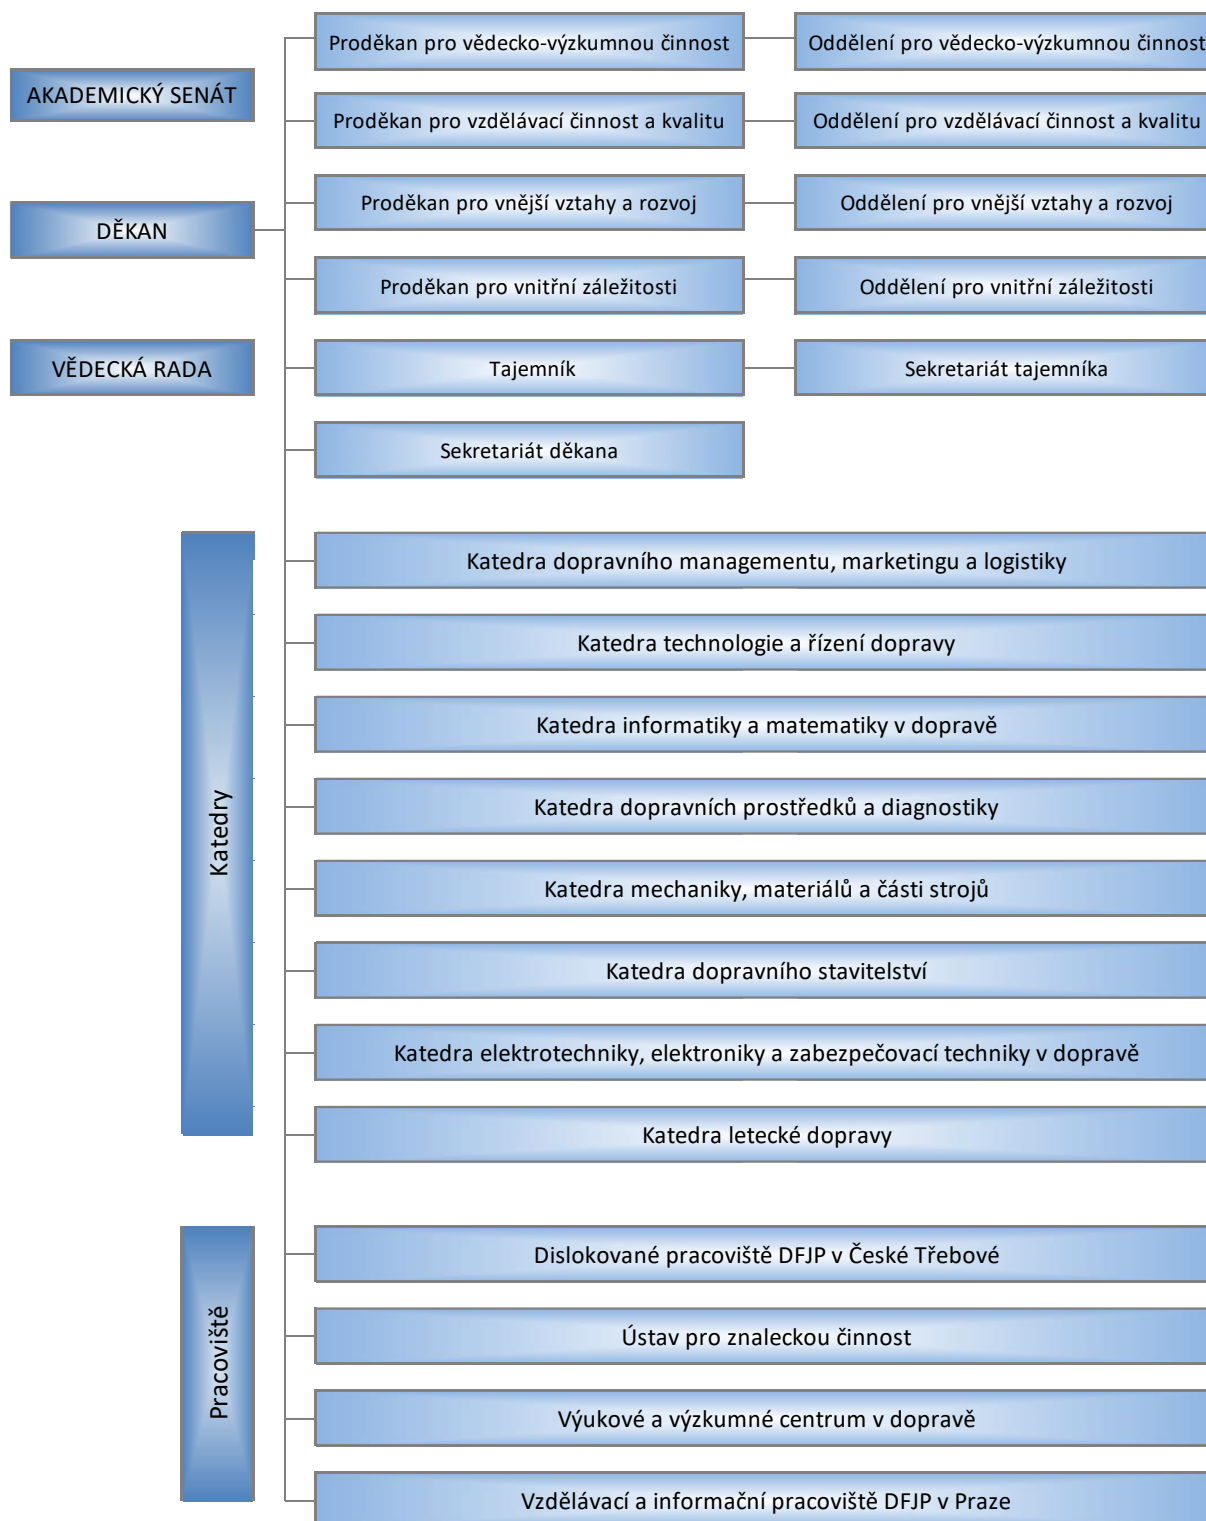 Proděkan pro vědecko-výzkumnou činnost
Oddělení pro vědecko-výzkumnou činnost
AKADEMICKÝ SENÁT
Proděkan pro vzdělávací činnost a kvalitu
Oddělení pro vzdělávací činnost a kvalitu
Proděkan pro vnější vztahy a rozvoj
Oddělení pro vnější vztahy a rozvoj
DĚKAN
Proděkan pro vnitřní záležitosti
Oddělení pro vnitřní záležitosti
VĚDECKÁ RADA
Tajemník
Sekretariát tajemníka
Sekretariát děkana
Katedry
Katedra dopravního managementu, marketingu a logistiky
Katedra technologie a řízení dopravy
Katedra informatiky a matematiky v dopravě
Katedra dopravních prostředků a diagnostiky
Katedra mechaniky, materiálů a části strojů
Katedra dopravního stavitelství
Katedra elektrotechniky, elektroniky a zabezpečovací techniky v dopravě
Katedra letecké dopravy
Pracoviště
Dislokované pracoviště DFJP v České Třebové
Ústav pro znaleckou činnost
Výukové a výzkumné centrum v dopravě
Vzdělávací a informační pracoviště DFJP v Praze